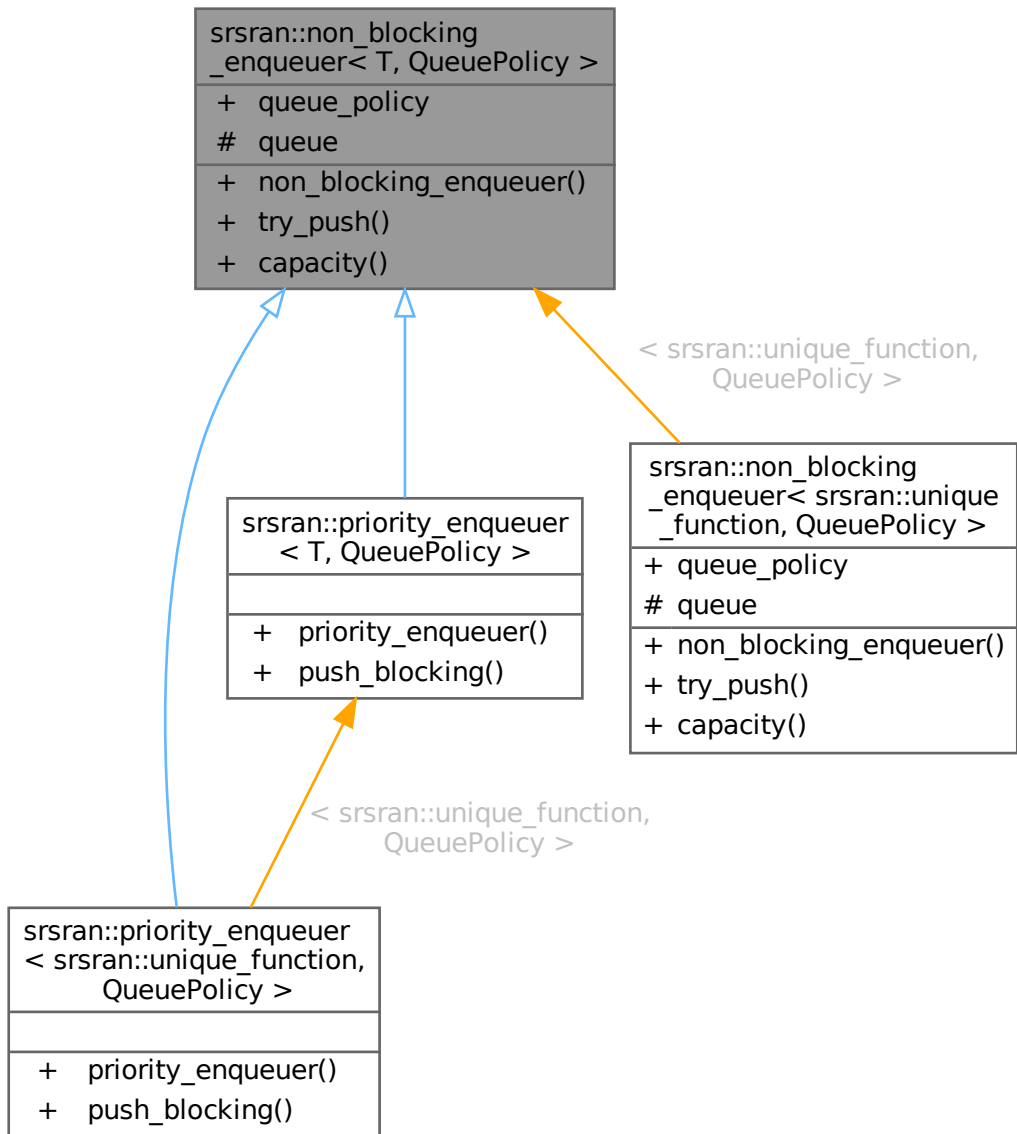 srsran::non_blocking
_enqueuer< T, QueuePolicy >
+ queue_policy
# queue
+ non_blocking_enqueuer()
+ try_push()
+ capacity()
< srsran::unique_function,
QueuePolicy >
srsran::non_blocking
_enqueuer< srsran::unique
_function, QueuePolicy >
+ queue_policy
# queue
+ non_blocking_enqueuer()
+ try_push()
+ capacity()
srsran::priority_enqueuer
< T, QueuePolicy >
+ priority_enqueuer()
+ push_blocking()
< srsran::unique_function,
QueuePolicy >
srsran::priority_enqueuer
< srsran::unique_function,
QueuePolicy >
+ priority_enqueuer()
+ push_blocking()